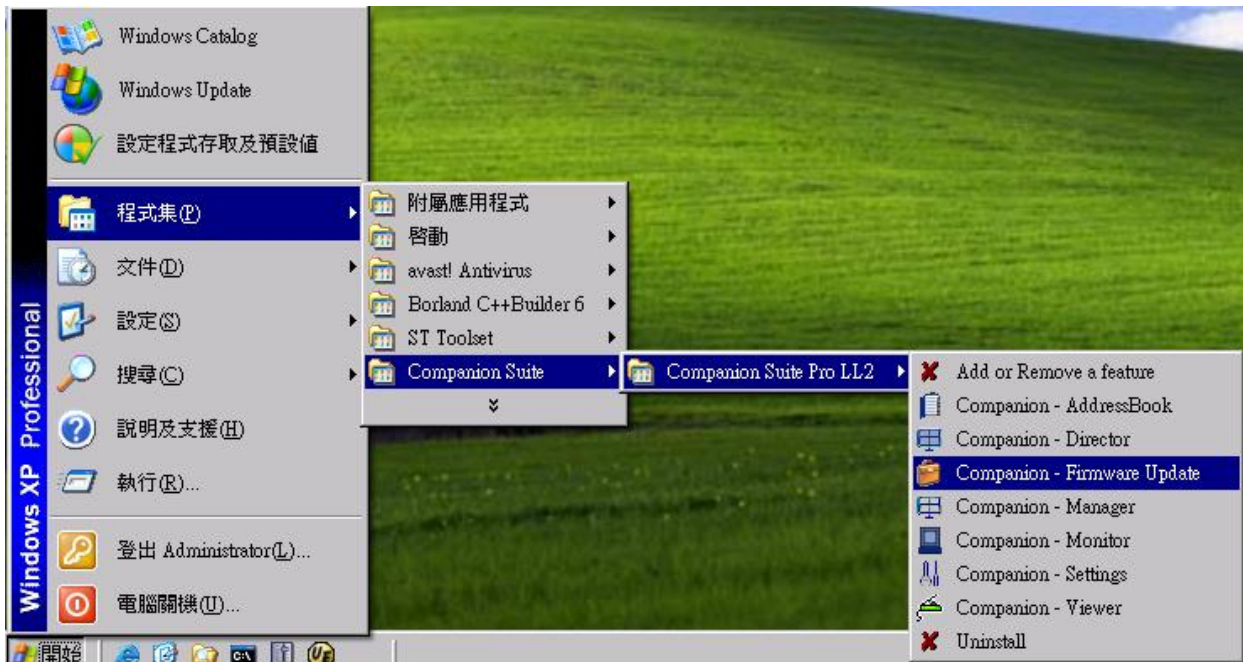 Windows Catalog
Windows Update
設定程式存取及預設值
程式集(P)
文件(D)
設定(S)
搜尋(C)
說明及支援(H)
執行(R)...
登出 Administrator(L)...
電腦關機(U)...
Windows XP Professional
開始
附屬應用程式
啓動
avast! Antivirus
Borland C++Builder 6
ST Toolset
Companion Suite
Companion Suite Pro LL2
Add or Remove a feature
Companion - AddressBook
Companion - Director
Companion - Firmware Update
Companion - Manager
Companion - Monitor
Companion - Settings
Companion - Viewer
Uninstall